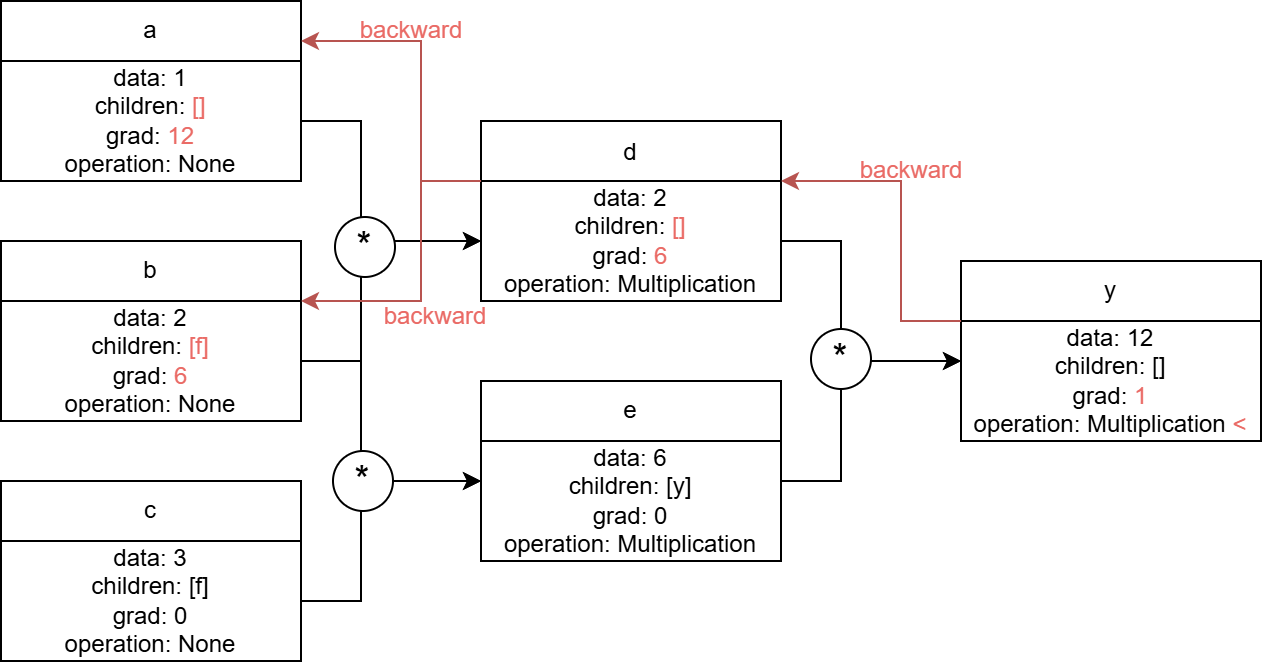 a
data: 1
children: []
grad: 12
operation: None
backward
b
data: 2
children: [f]
grad: 6
operation: None
backward
c
data: 3
children: [f]
grad: 0
operation: None
*
*
d
data: 2
children: []
grad: 6
operation: Multiplication
e
data: 6
children: [y]
grad: 0
operation: Multiplication
backward
*
y
data: 12
children: []
grad: 1
operation: Multiplication <